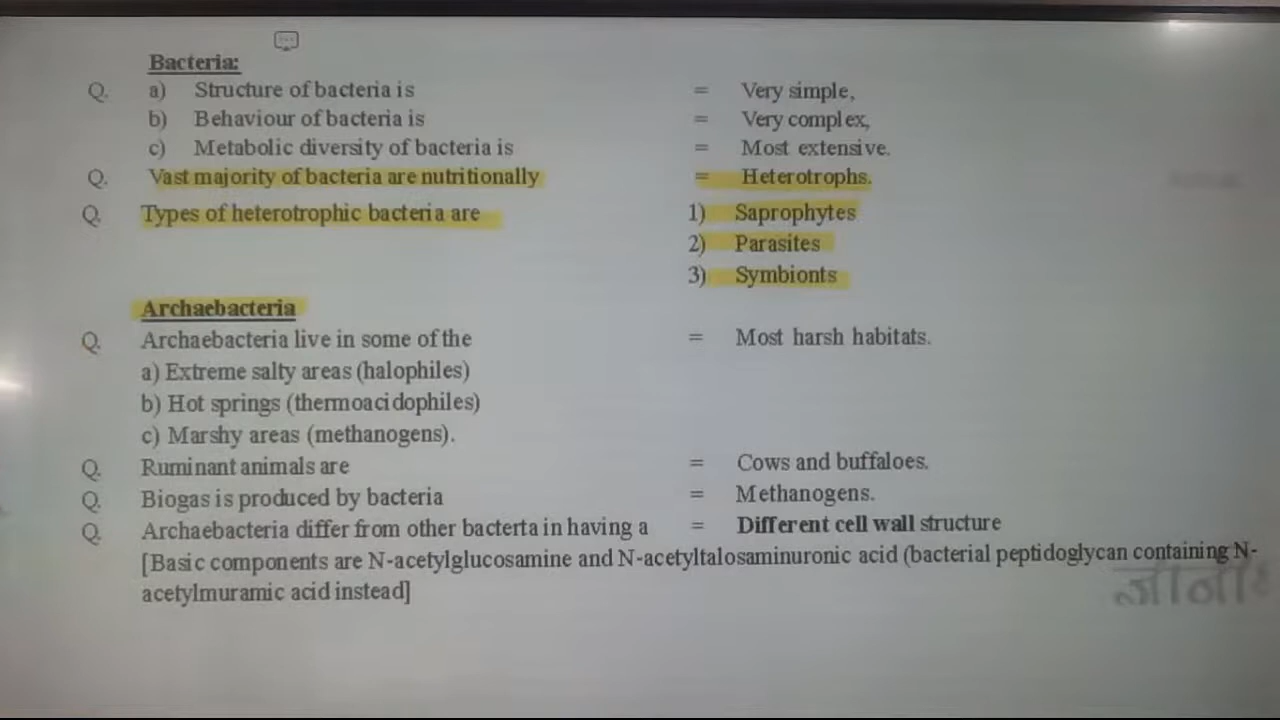 Bacteria:
Q. a) Structure of bacteria is = Very simple,
b) Behaviour of bacteria is = Very complex,
c) Metabolic diversity of bacteria is = Most extensive.
Q. Vast majority of bacteria are nutritionally = Heterotrophs.
Q. Types of heterotrophic bacteria are 1) Saprophytes
2) Parasites
3) Symbionts
Archaebacteria
Q. Archaebacteria live in some of the = Most harsh habitats.
a) Extreme salty areas (halophiles)
b) Hot springs (thermoacidophiles)
c) Marshy areas (methanogens).
Q. Ruminant animals are = Cows and buffaloes.
Q. Biogas is produced by bacteria = Methanogens.
Q. Archaebacteria differ from other bacterta in having a = Different cell wall structure
[Basic components are N-acetylglucosamine and N-acetyltalosaminuronic acid (bacterial peptidoglycan containing N-
acetylmuramic acid instead]